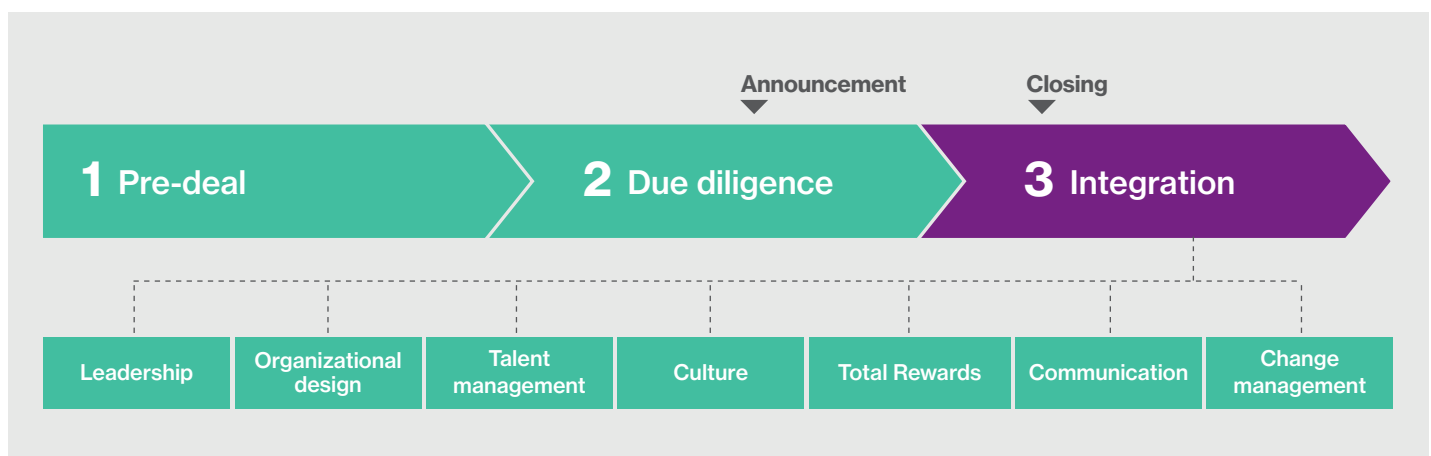 Announcement
Closing
1 Pre-deal
2 Due diligence
3 Integration
Leadership
Organizational
design
Talent
management
Culture
Total Rewards
Communication
Change
management